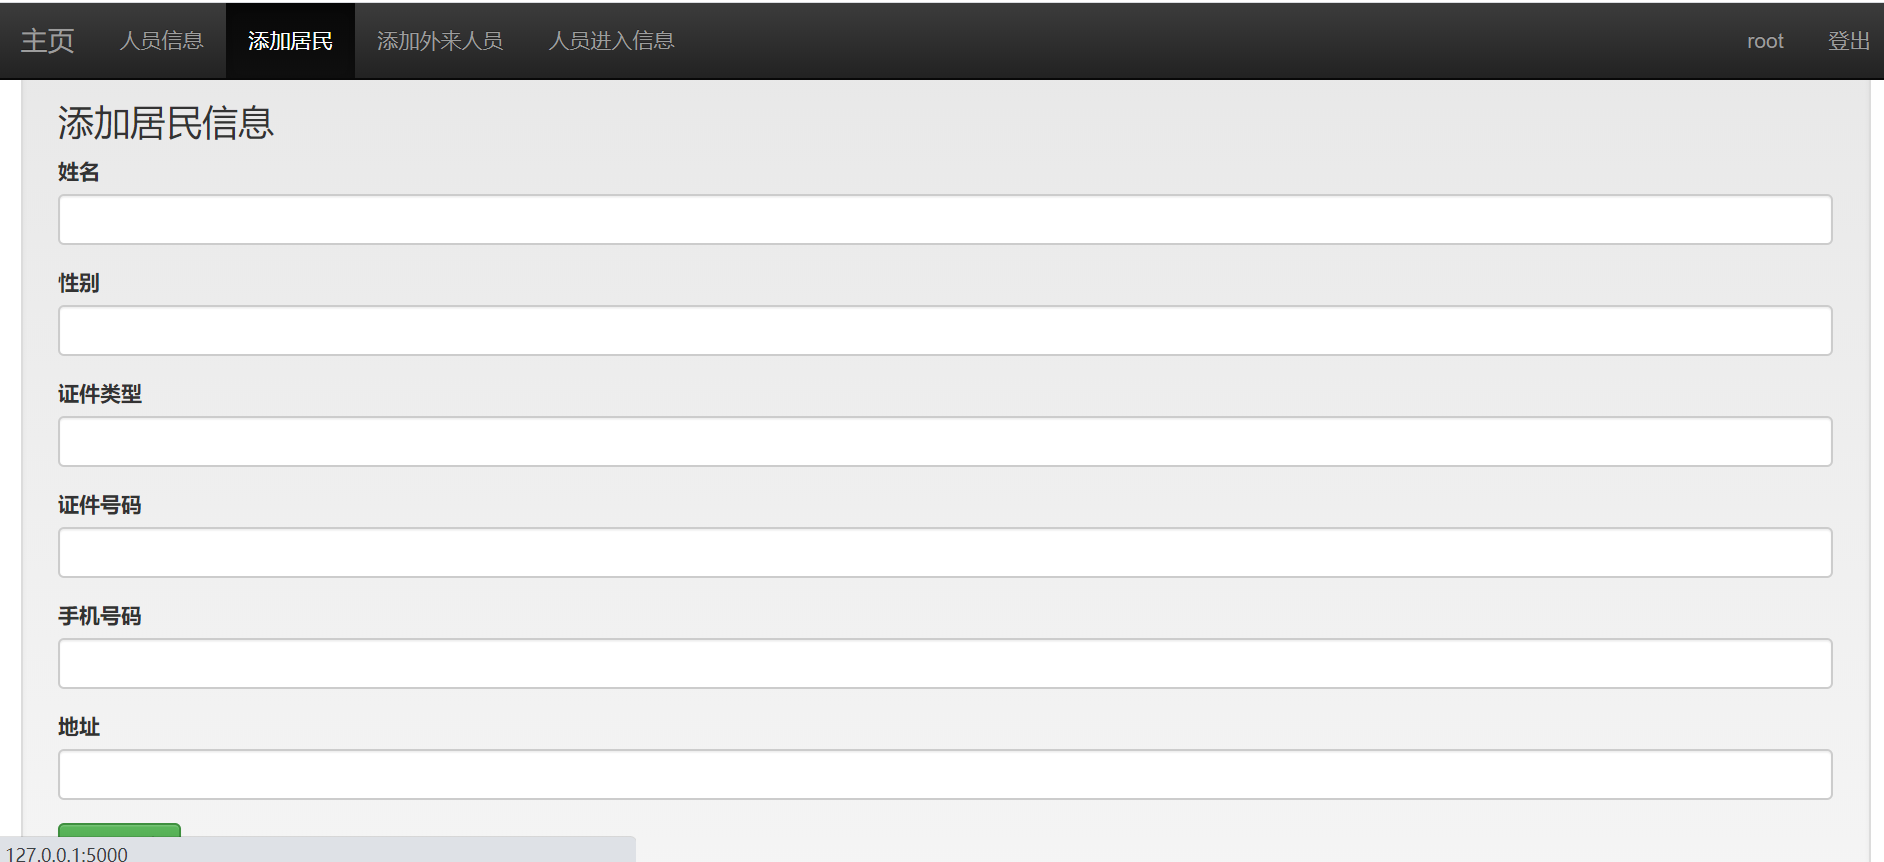 主页 人员信息 添加居民 添加外来人员 人员进入信息 root 登出
添加居民信息
姓名
性别
证件类型
证件号码
手机号码
地址
127.0.0.1:5000